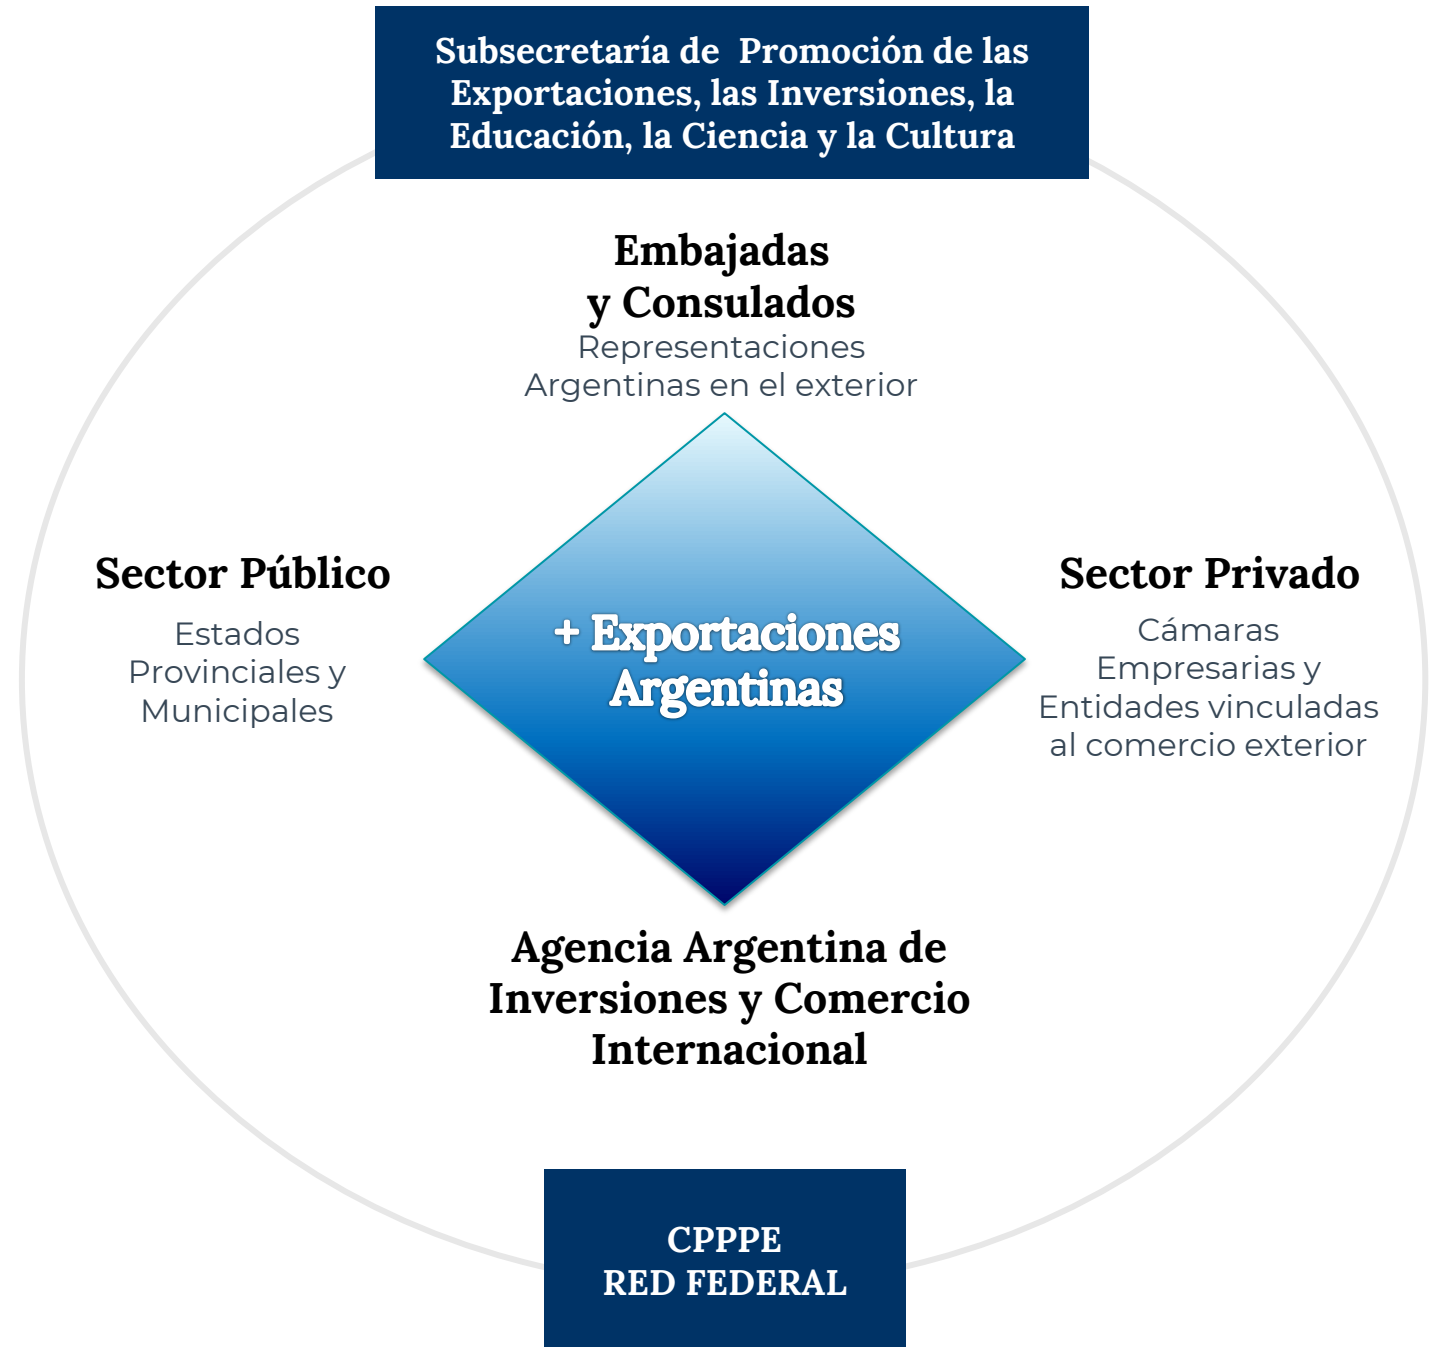 Subsecretaría de Promoción de las
Exportaciones, las Inversiones, la
Educación, la Ciencia y la Cultura
Embajadas
y Consulados
Representaciones
Argentinas en el exterior
Sector Público
Estados
Provinciales y
Municipales
+ Exportaciones
Argentinas
Sector Privado
Cámaras
Empresarias y
Entidades vinculadas
al comercio exterior
Agencia Argentina de
Inversiones y Comercio
Internacional
CPPPE
RED FEDERAL